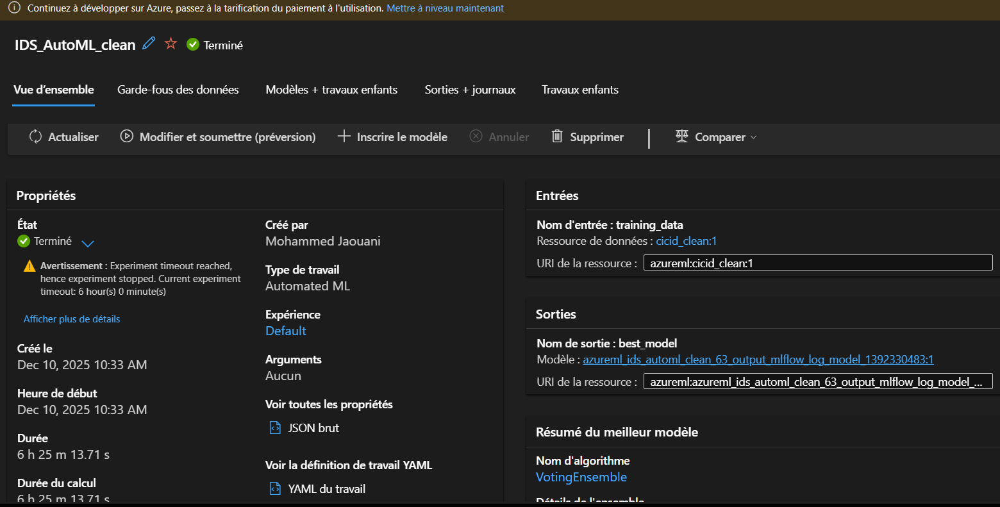 Continuez à développer sur Azure, passez à la tarification du paiement à l'utilisation. Mettre à niveau maintenant
IDS_AutoML_clean Terminé
Vue d'ensemble Garde-fous des données Modèles + travaux enfants Sorties + journaux Travaux enfants
Actualiser Modifier et soumettre (préversion) Inscrire le modèle Annuler Supprimer Comparer
Propriétés
État
Terminé
Avertissement : Experiment timeout reached,
hence experiment stopped. Current experiment
timeout: 6 hour(s) 0 minute(s)
Afficher plus de détails
Créé le
Dec 10, 2025 10:33 AM
Heure de début
Dec 10, 2025 10:33 AM
Durée
6 h 25 m 13.71 s
Durée du calcul
6 h 25 m 13.71 s
Créé par
Mohammed Jaouani
Type de travail
Automated ML
Expérience
Default
Arguments
Aucun
Voir toutes les propriétés
JSON brut
Voir la définition de travail YAML
YAML du travail
Entrées
Nom d'entrée : training_data
Ressource de données : cicid_clean:1
URI de la ressource : azureml:cicid_clean:1
Sorties
Nom de sortie : best_model
Modèle : azureml_ids_automl_clean_63_output_mlflow_log_model_1392330483:1
URI de la ressource : azureml:azureml_ids_automl_clean_63_output_mlflow_log_model_...
Résumé du meilleur modèle
Nom d'algorithme
VotingEnsemble
Détails de l'ensemble